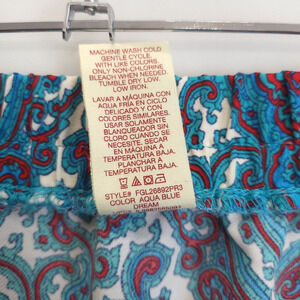 MACHINE WASH COLD
GENTLE CYCLE.
WITH LIKE COLORS.
ONLY NON-CHLORINE
BLEACH WHEN NEEDED.
TUMBLE DRY LOW.
LOW IRON.
LAVAR A MÁQUINA CON
AGUA FRÍA EN CICLO
DELICADO Y CON
COLORES SIMILARES.
USAR SOLAMENTE
BLANQUEADOR SIN
CLORO CUANDO SE
NECESITE. SECAR
EN MÁQUINA A
TEMPERATURA BAJA.
PLANCHAR A
TEMPERATURA BAJA.
STYLE# FGL26892PR3
COLOR AQUA BLUE
DREAM